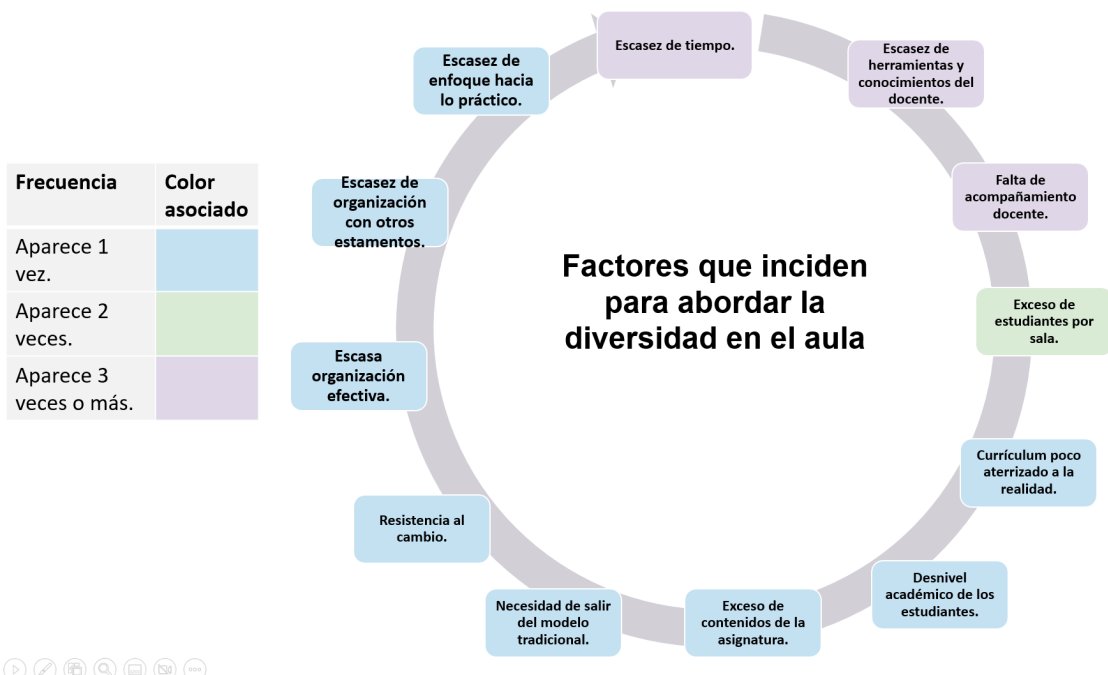 Frecuencia
Color
asociado
Aparece 1
vez.
Aparece 2
veces.
Aparece 3
veces o más.
Factores que inciden
para abordar la
diversidad en el aula
Escasez de tiempo.
Escasez de
herramientas y
conocimientos del
docente.
Falta de
acompañamiento
docente.
Exceso de
estudiantes por
sala.
Currículum poco
aterrizado a la
realidad.
Desnivel
académico de los
estudiantes.
Exceso de
contenidos de la
asignatura.
Necesidad de salir
del modelo
tradicional.
Resistencia al
cambio.
Escasa
organización
efectiva.
Escasez de
organización
con otros
estamentos.
Escasez de
enfoque hacia
lo práctico.